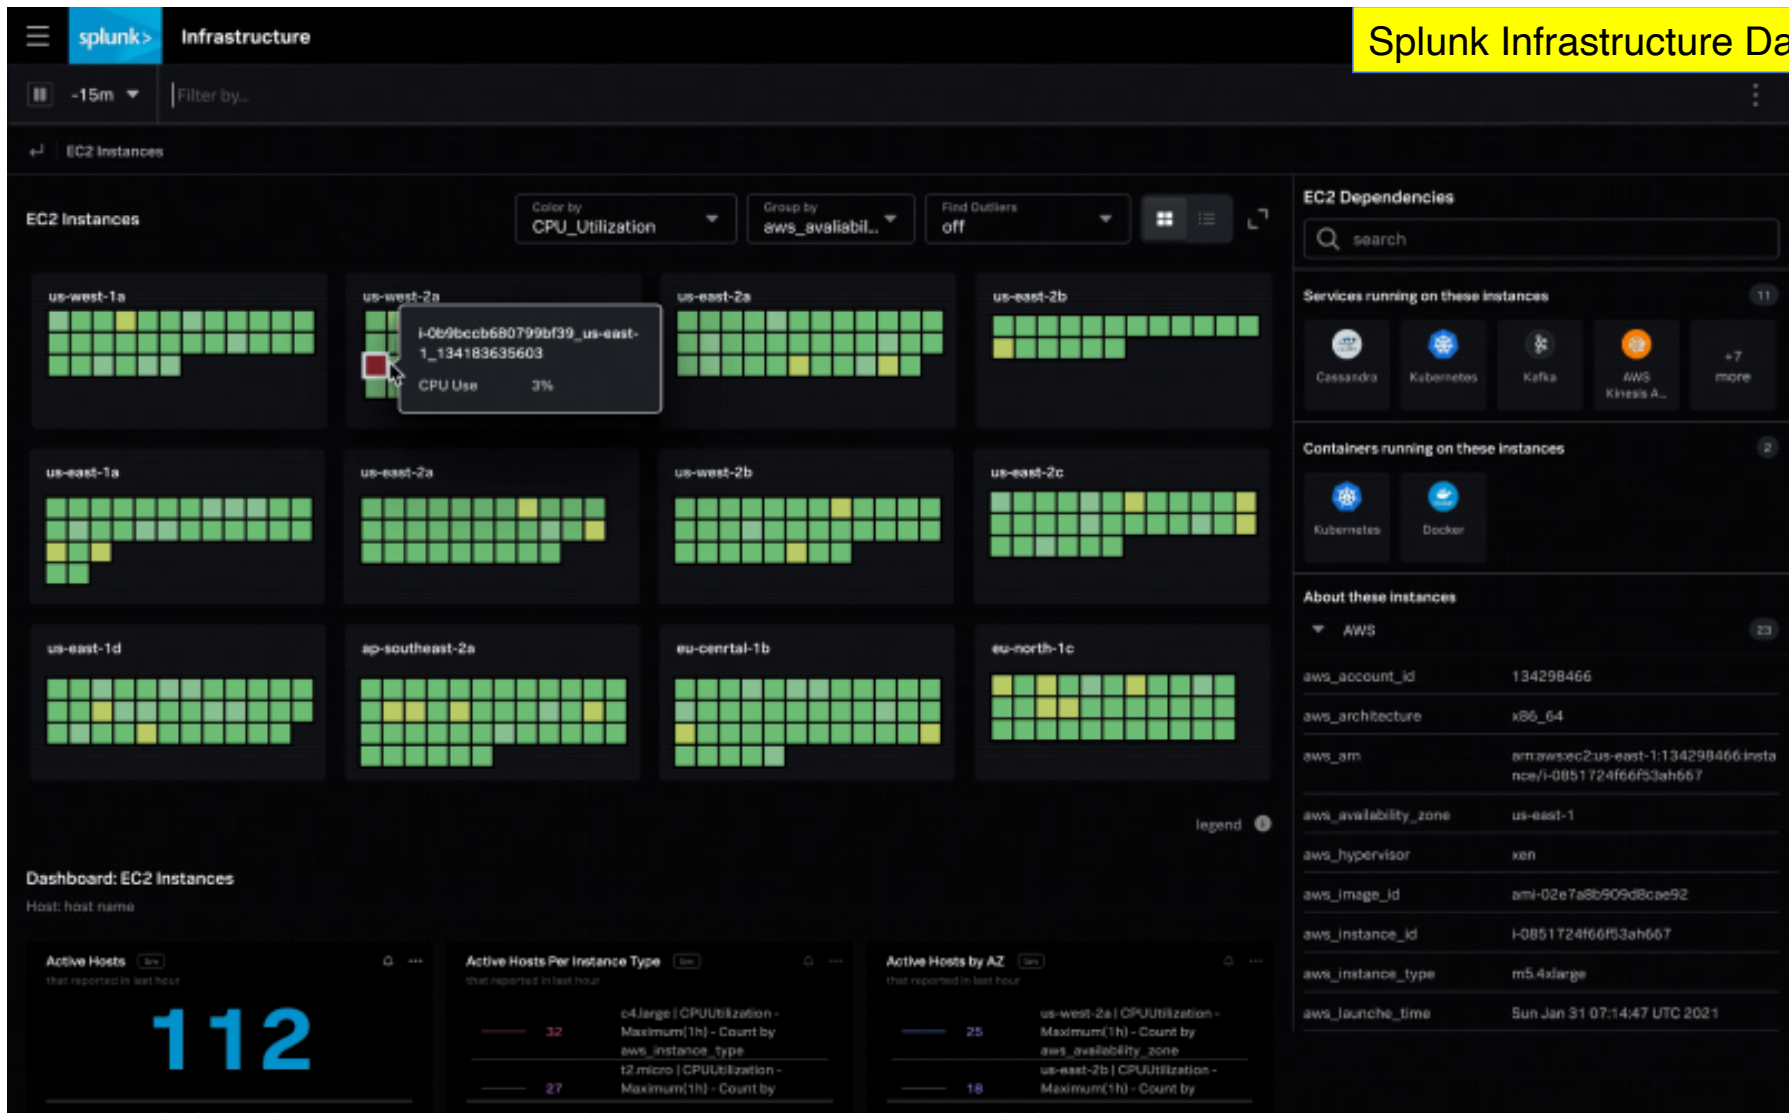 splunk> Infrastructure
Splunk Infrastructure Da
-15m Filter by...
EC2 Instances
EC2 Instances
Color by
CPU_Utilization
Group by
aws_avaliabil...
Find Outliers
off
us-west-1a
us-west-2a
us-east-2a
us-east-2b
i-0b9bccb680799bf39_us-east-
1_134183635603
CPU Use 3%
us-east-1a
us-east-2a
us-west-2b
us-east-2c
us-east-1d
ap-southeast-2a
eu-cenrtal-1b
eu-north-1c
legend
Dashboard: EC2 Instances
Host: host name
Active Hosts 5m
that reported in last hour
112
Active Hosts Per Instance Type 5m
that reported in last hour
32
c4.large | CPUUtilization -
Maximum(1h) - Count by
aws_instance_type
27
t2.micro | CPUUtilization -
Maximum(1h) - Count by
Active Hosts by AZ 5m
that reported in last hour
25
us-west-2a | CPUUtilization -
Maximum(1h) - Count by
aws_availability_zone
18
us-east-2b | CPUUtilization -
Maximum(1h) - Count by
EC2 Dependencies
search
Services running on these instances 11
Cassandra
Kubernetes
Kafka
AWS
Kinesis A...
+7
more
Containers running on these instances 2
Kubernetes
Docker
About these instances
AWS 23
aws_account_id 134298466
aws_architecture x86_64
aws_arn arn:aws:ec2:us-east-1:134298466:insta
nce/i-0851724f66f53ah667
aws_availability_zone us-east-1
aws_hypervisor xen
aws_image_id ami-02e7a8b909d8cae92
aws_instance_id i-0851724f66f53ah667
aws_instance_type m5.4xlarge
aws_launche_time Sun Jan 31 07:14:47 UTC 2021